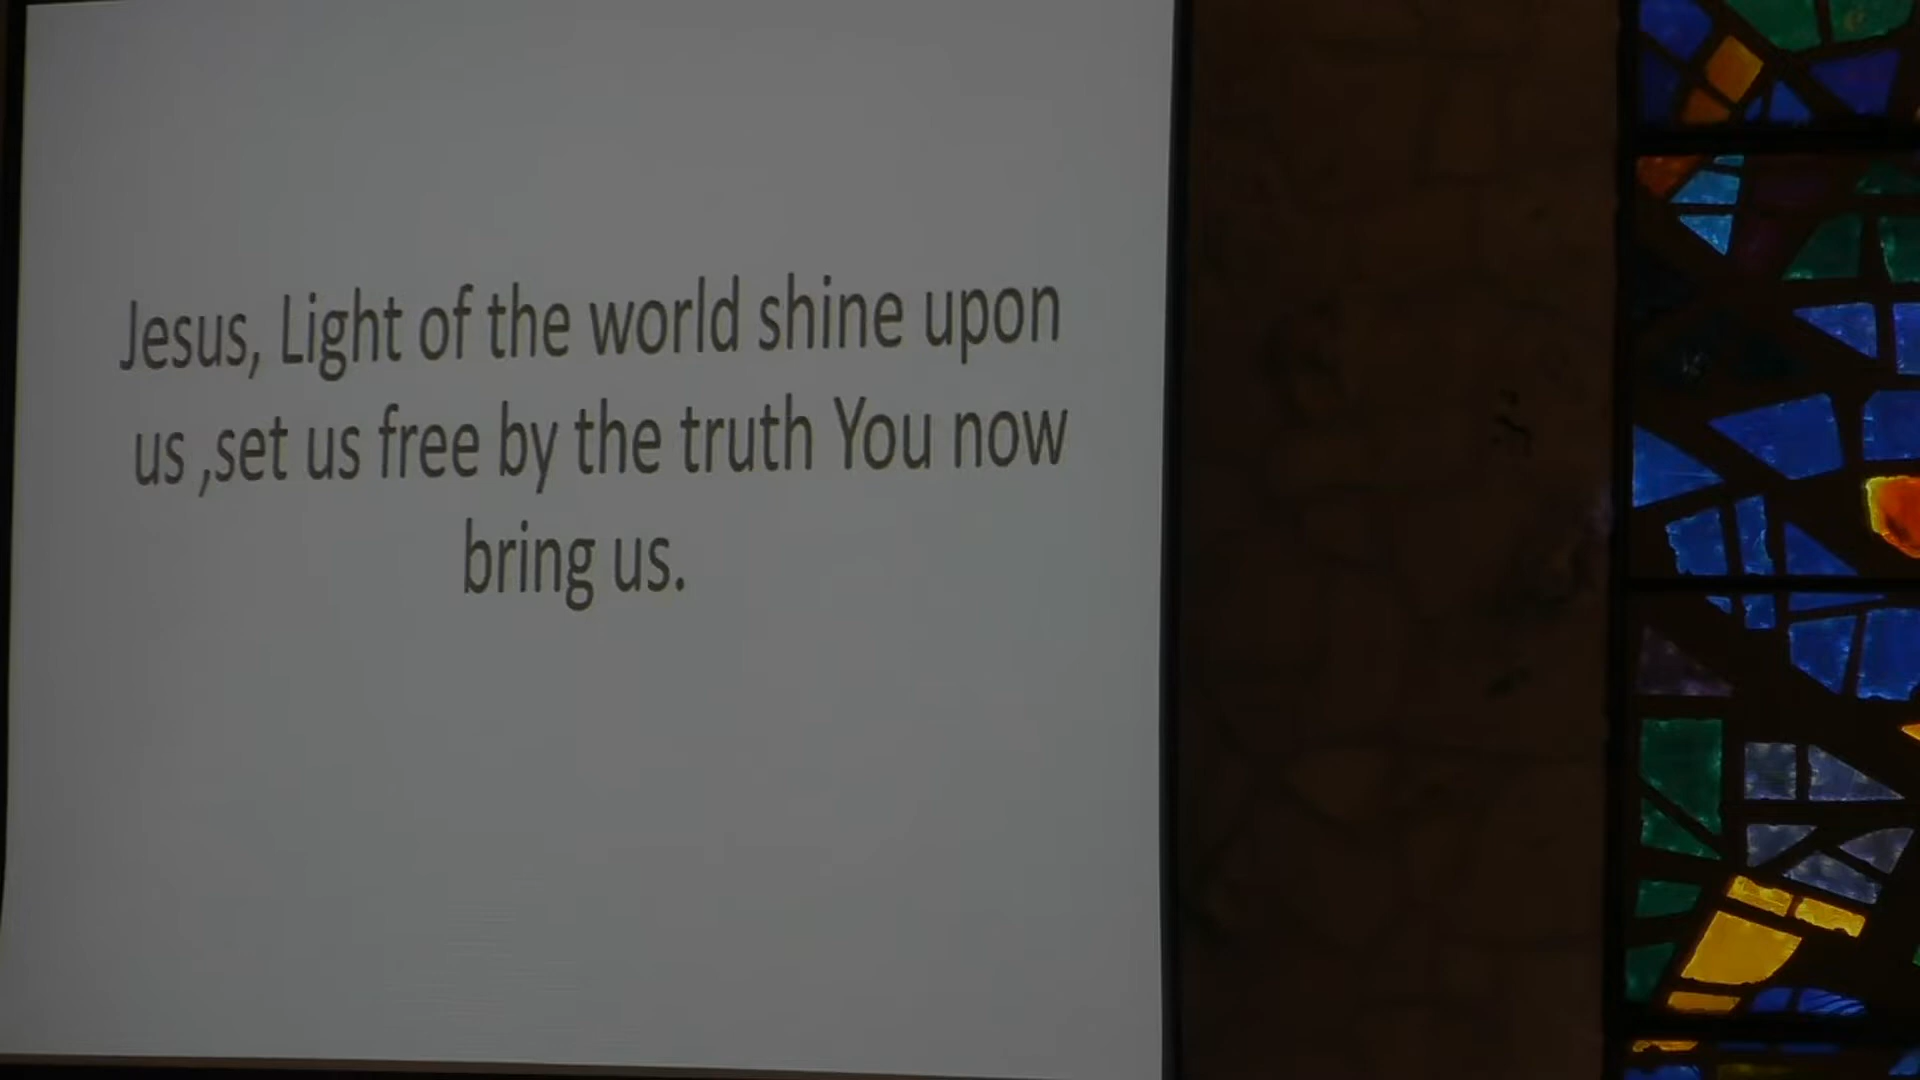 Jesus, Light of the world shine upon
us ,set us free by the truth You now
bring us.